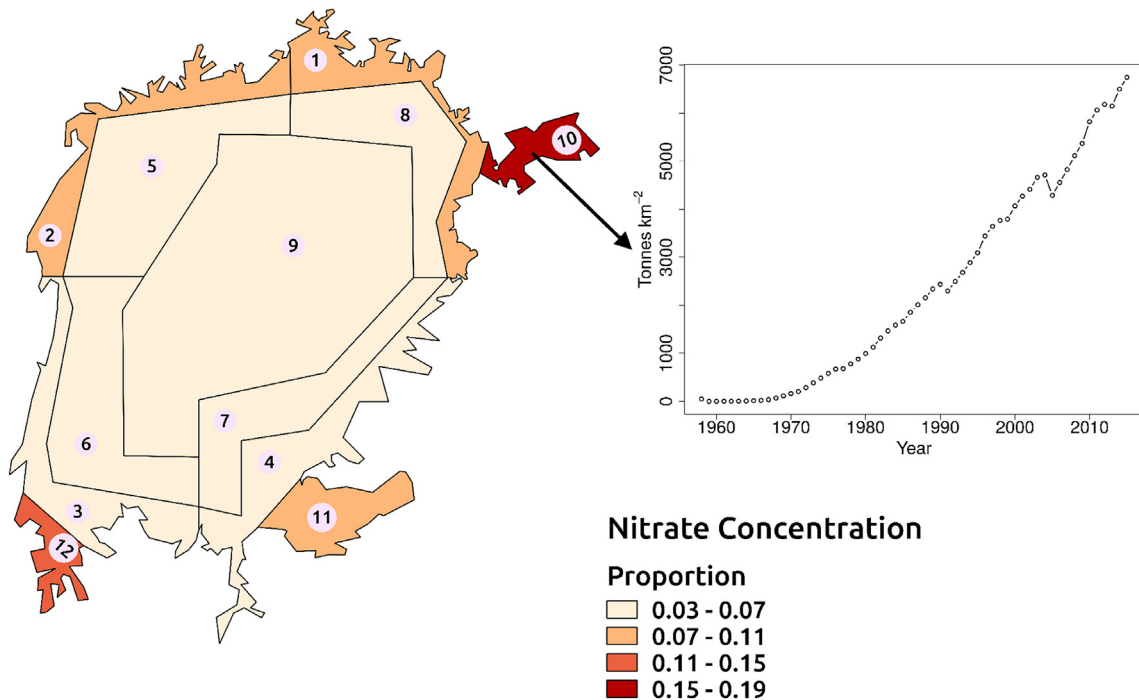 1
8
10
5
2
9
7
6
4
3
11
12
7000
5000
3000
1000
0
Tonnes km⁻²
1960 1970 1980 1990 2000 2010
Year
Nitrate Concentration
Proportion
0.03 - 0.07
0.07 - 0.11
0.11 - 0.15
0.15 - 0.19